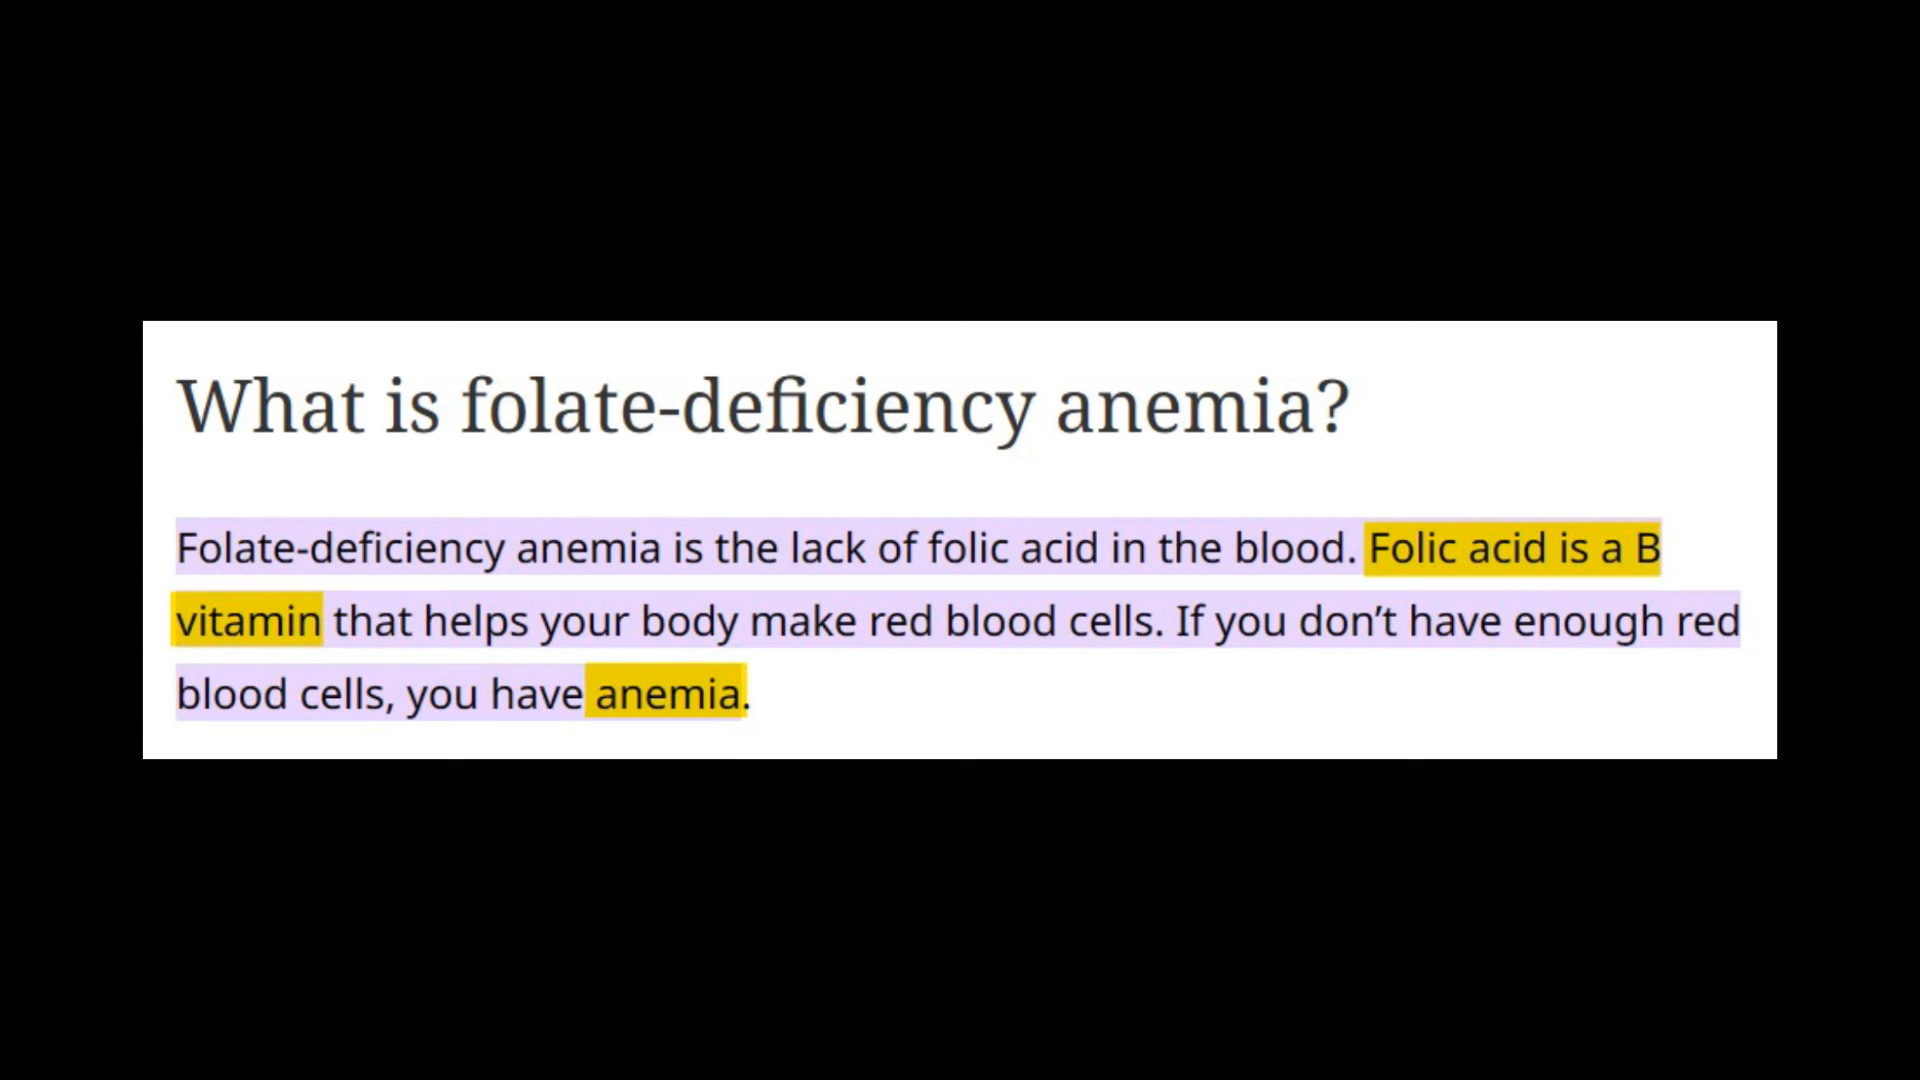 What is folate-deficiency anemia?
Folate-deficiency anemia is the lack of folic acid in the blood. Folic acid is a B
vitamin that helps your body make red blood cells. If you don’t have enough red
blood cells, you have anemia.